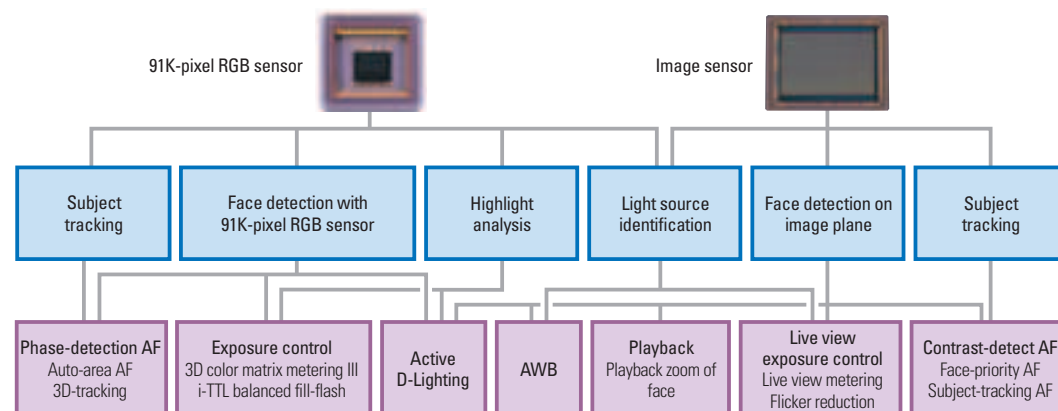 91K-pixel RGB sensor
Image sensor
Subject
tracking
Face detection with
91K-pixel RGB sensor
Highlight
analysis
Light source
identification
Face detection on
image plane
Subject
tracking
Phase-detection AF
Auto-area AF
3D-tracking
Exposure control
3D color matrix metering III
i-TTL balanced fill-flash
Active
D-Lighting
AWB
Playback
Playback zoom of
face
Live view
exposure control
Live view metering
Flicker reduction
Contrast-detect AF
Face-priority AF
Subject-tracking AF